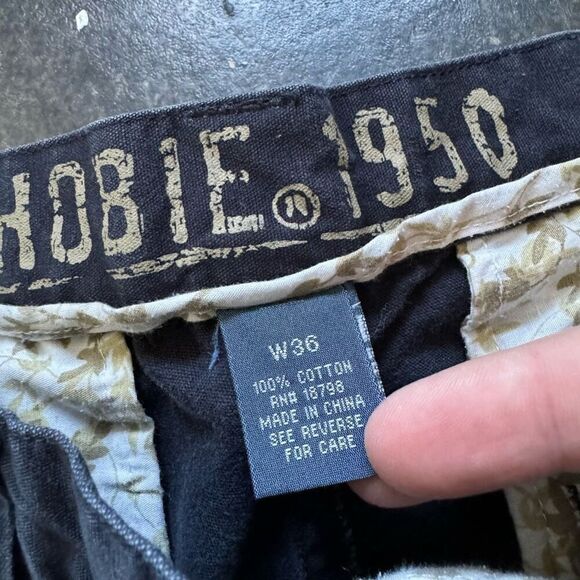 HOBIE® 1950
W36
100% COTTON
RN# 18798
MADE IN CHINA
SEE REVERSE
FOR CARE